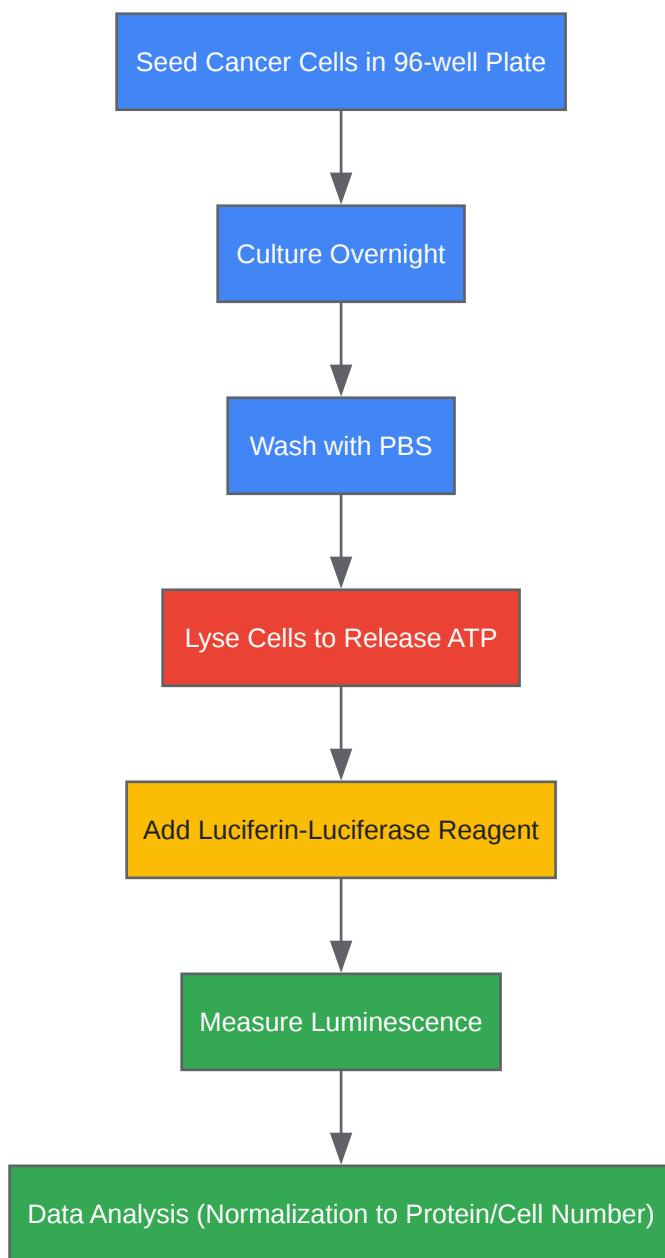 Seed Cancer Cells in 96-well Plate
Culture Overnight
Wash with PBS
Lyse Cells to Release ATP
Add Luciferin-Luciferase Reagent
Measure Luminescence
Data Analysis (Normalization to Protein/Cell Number)